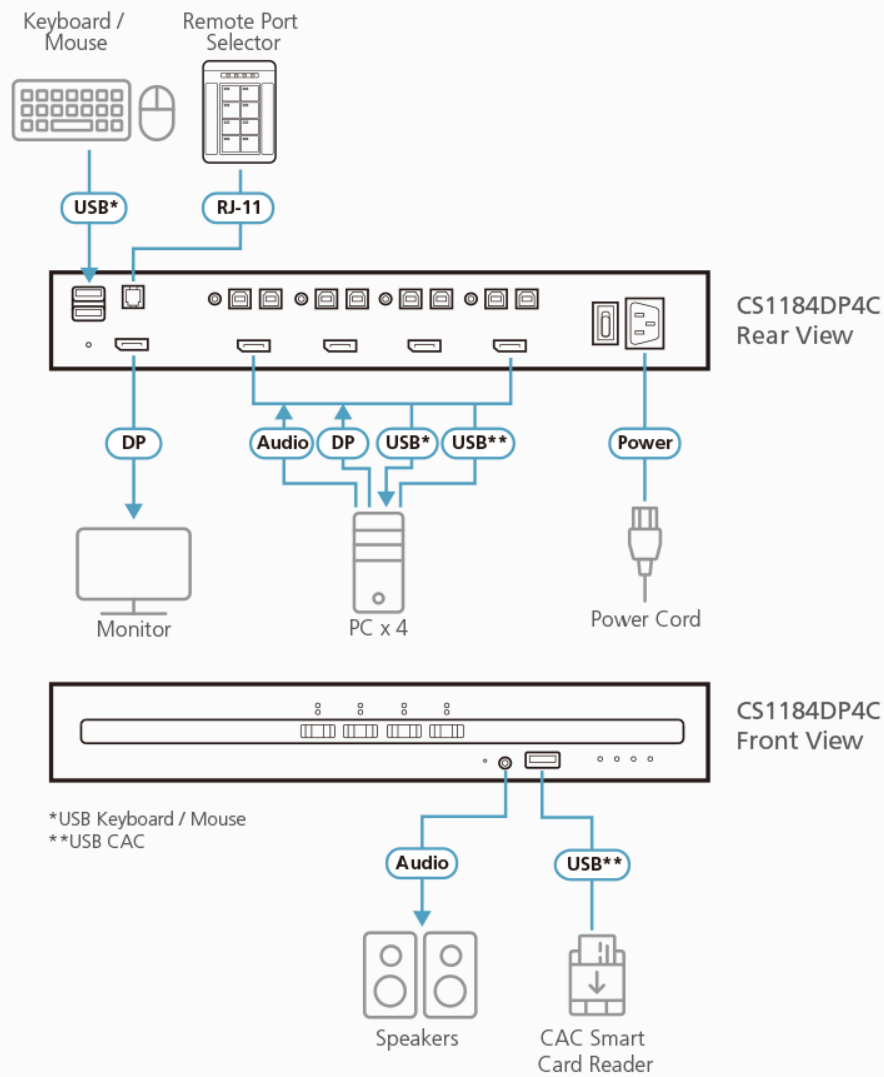 Keyboard /
Mouse
Remote Port
Selector
USB*
RJ-11
CS1184DP4C
Rear View
DP
Audio
DP
USB*
USB**
Power
Monitor
PC x 4
Power Cord
CS1184DP4C
Front View
*USB Keyboard / Mouse
**USB CAC
Audio
USB**
Speakers
CAC Smart
Card Reader